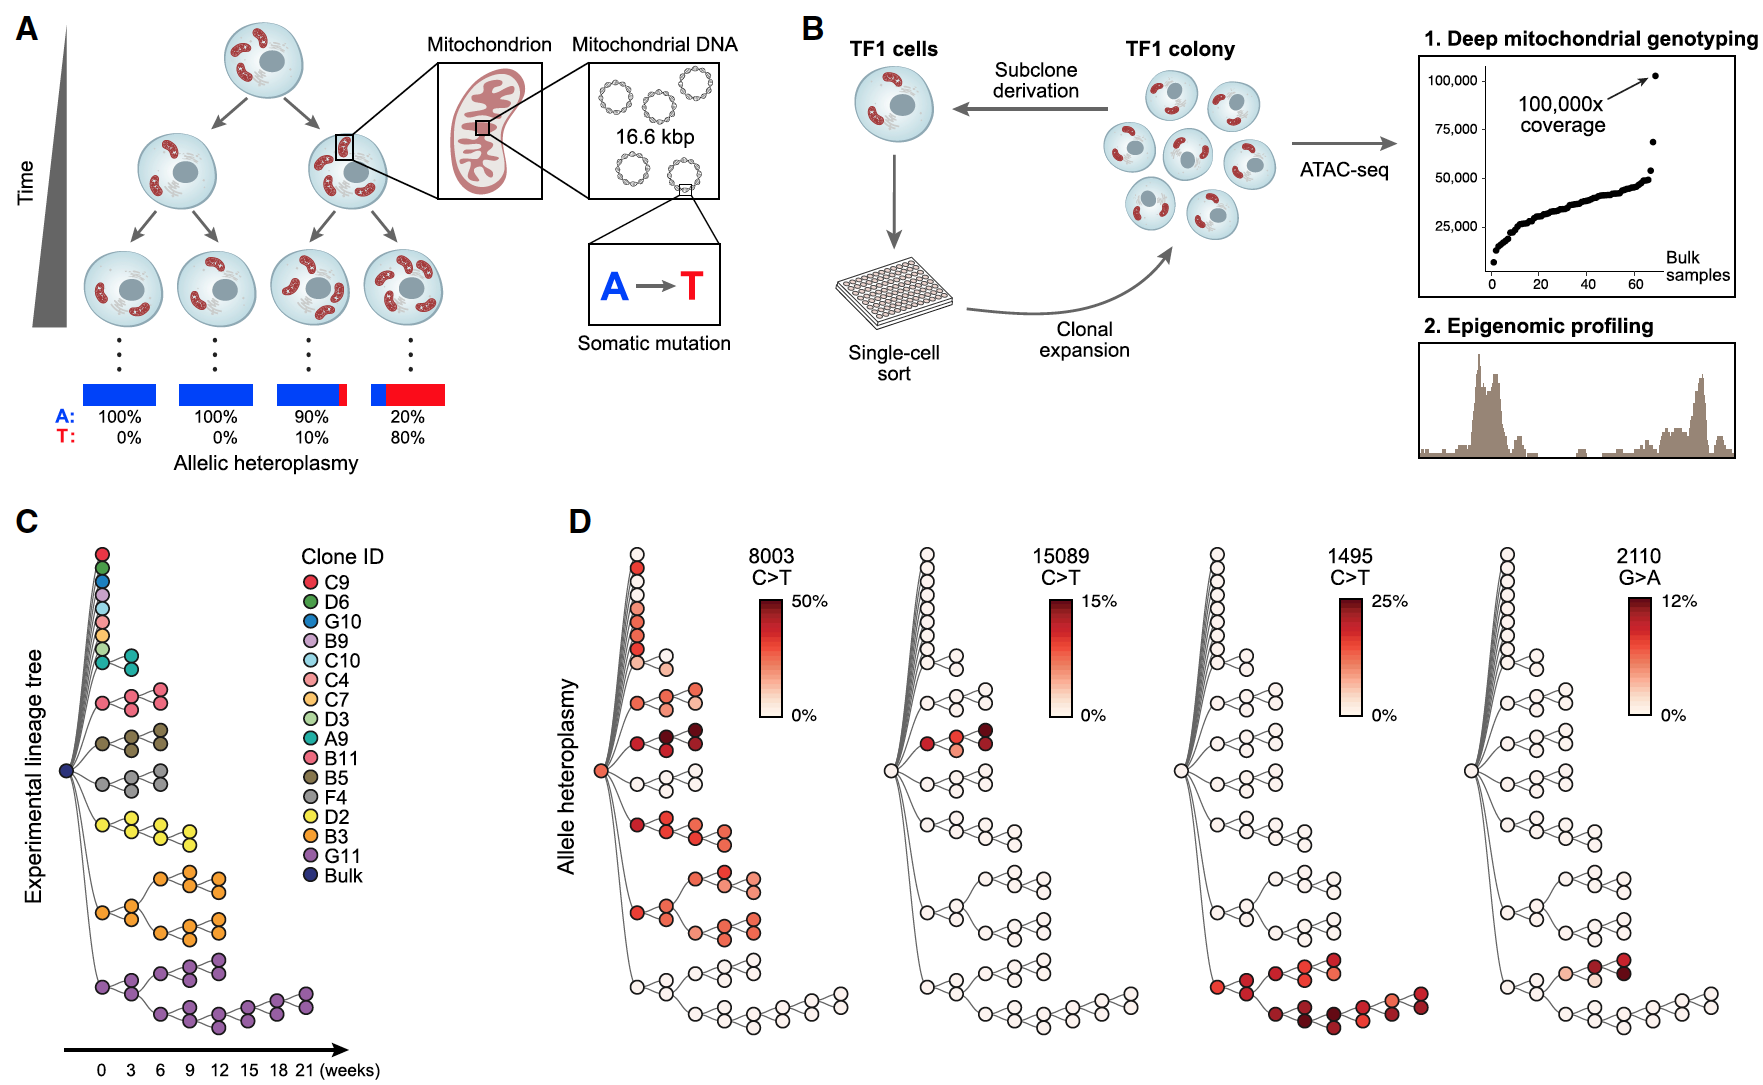 A
Time
Mitochondrion
Mitochondrial DNA
16.6 kbp
A → T
Somatic mutation
A: 100% 100% 90% 20%
T: 0% 0% 10% 80%
Allelic heteroplasmy
B
TF1 cells
TF1 colony
Subclone
derivation
ATAC-seq
Single-cell
sort
Clonal
expansion
1. Deep mitochondrial genotyping
100,000
75,000
50,000
25,000
100,000x
coverage
0 20 40 60
Bulk
samples
2. Epigenomic profiling
C
Experimental lineage tree
Clone ID
C9
D6
G10
B9
C10
C4
C7
D3
A9
B11
B5
F4
D2
B3
G11
Bulk
0 3 6 9 12 15 18 21 (weeks)
D
Allele heteroplasmy
8003
C>T
50%
0%
15089
C>T
15%
0%
1495
C>T
25%
0%
2110
G>A
12%
0%